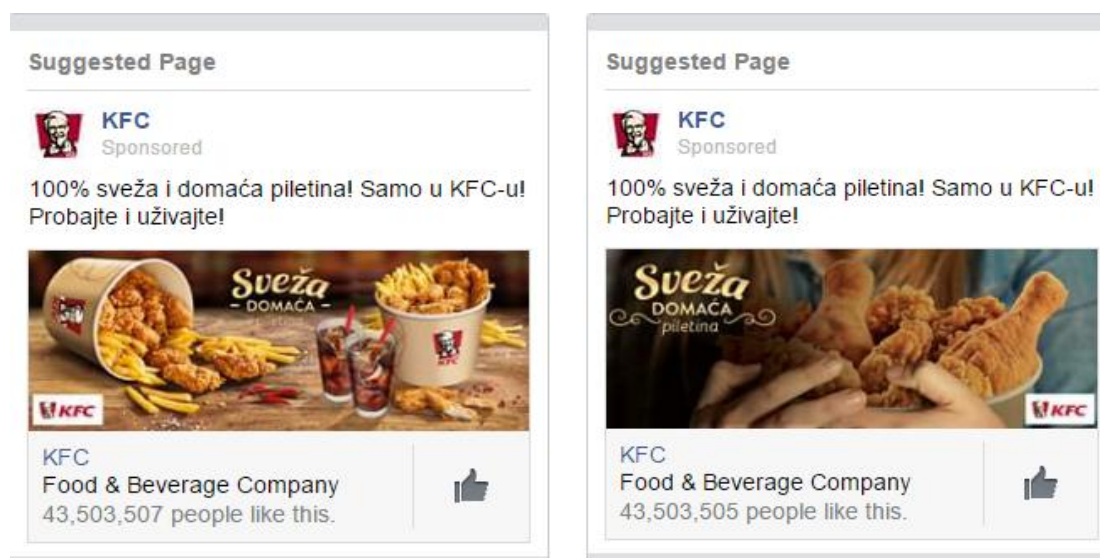 Suggested Page
KFC
Sponsored
100% sveža i domaća piletina! Samo u KFC-u!
Probajte i uživajte!
Sveža
DOMAĆA
KFC
KFC
KFC
Food & Beverage Company
43,503,507 people like this.
Suggested Page
KFC
Sponsored
100% sveža i domaća piletina! Samo u KFC-u!
Probajte i uživajte!
Sveža
DOMAĆA
piletina
KFC
KFC
Food & Beverage Company
43,503,505 people like this.